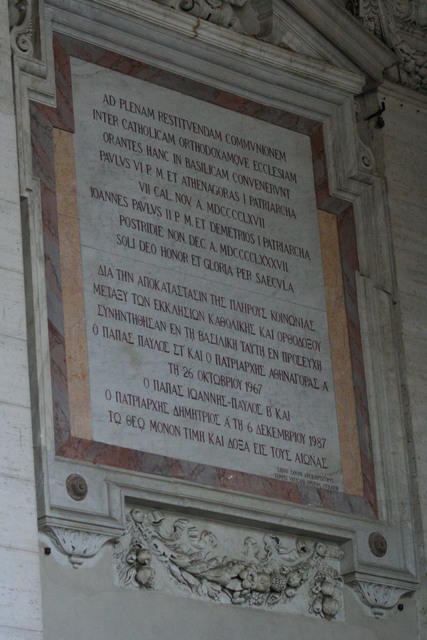 AD PLENAM RESTITVENDAM COMMVNIONEM
INTER CATHOLICAM ORTHODOXAMQVE ECCLESIAM
ORANTES HANC IN BASILICAM CONVENERVNT
PAVLVS VI P. M. ET ATHENAGORAS I PATRIARCHA
VII CAL. NOV A. MDCCCCLXVII
IOANNES PAVLVS II P. M. ET DEMETRIOS I PATRIARCHA
POSTRIDIE NON. DEC A. MDCCCCLXXXVII
SOLI DEO HONOR ET GLORIA PER SAECVLA
ΔΙΑ ΤΗΝ ΑΠΟΚΑΤΑΣΤΑΣΙΝ ΤΗΣ ΠΛΗΡΟΥΣ ΚΟΙΝΩΝΙΑΣ
ΜΕΤΑΞΥ ΤΩΝ ΕΚΚΛΗΣΙΩΝ ΚΑΘΟΛΙΚΗΣ ΚΑΙ ΟΡΘΟΔΟΞΟΥ
ΣΥΝΗΝΤΗΘΗΣΑΝ ΕΝ ΤΗ ΒΑΣΙΛΙΚΗ ΤΑΥΤΗ ΕΝ ΠΡΟΣΕΥΧΗ
Ο ΠΑΠΑΣ ΠΑΥΛΟΣ ΣΤ ΚΑΙ Ο ΠΑΤΡΙΑΡΧΗΣ ΑΘΗΝΑΓΟΡΑΣ Α
ΤΗ 26 ΟΚΤΩΒΡΙΟΥ 1967
Ο ΠΑΠΑΣ ΙΩΑΝΝΗΣ-ΠΑΥΛΟΣ Β΄ ΚΑΙ
Ο ΠΑΤΡΙΑΡΧΗΣ ΔΗΜΗΤΡΙΟΣ Α΄ ΤΗ 6 ΔΕΚΕΜΒΡΙΟΥ 1987
ΤΩ ΘΕΩ ΜΟΝΟΝ ΤΙΜΗ ΚΑΙ ΔΟΞΑ ΕΙΣ ΤΟΥΣ ΑΙΩΝΑΣ